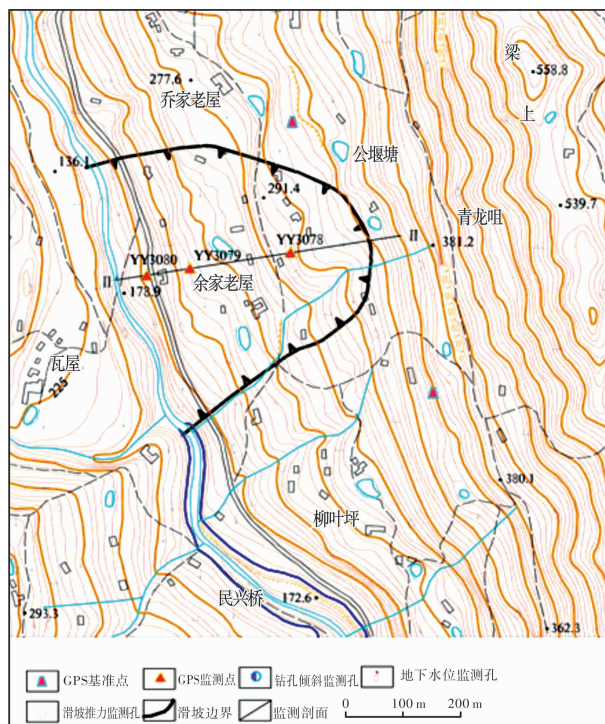 梁
558.8
277.6
上
乔家老屋
公堰塘
136.1
291.4
539.7
青龙咀
YY3078
II
381.2
YY3079
YY3080
II
余家老屋
173.9
瓦屋
225
380.1
柳叶坪
民兴桥
172.6
293.3
362.3
GPS基准点
GPS监测点
钻孔倾斜监测孔
地下水位监测孔
滑坡推力监测孔
滑坡边界
监测剖面
0 100 m 200 m